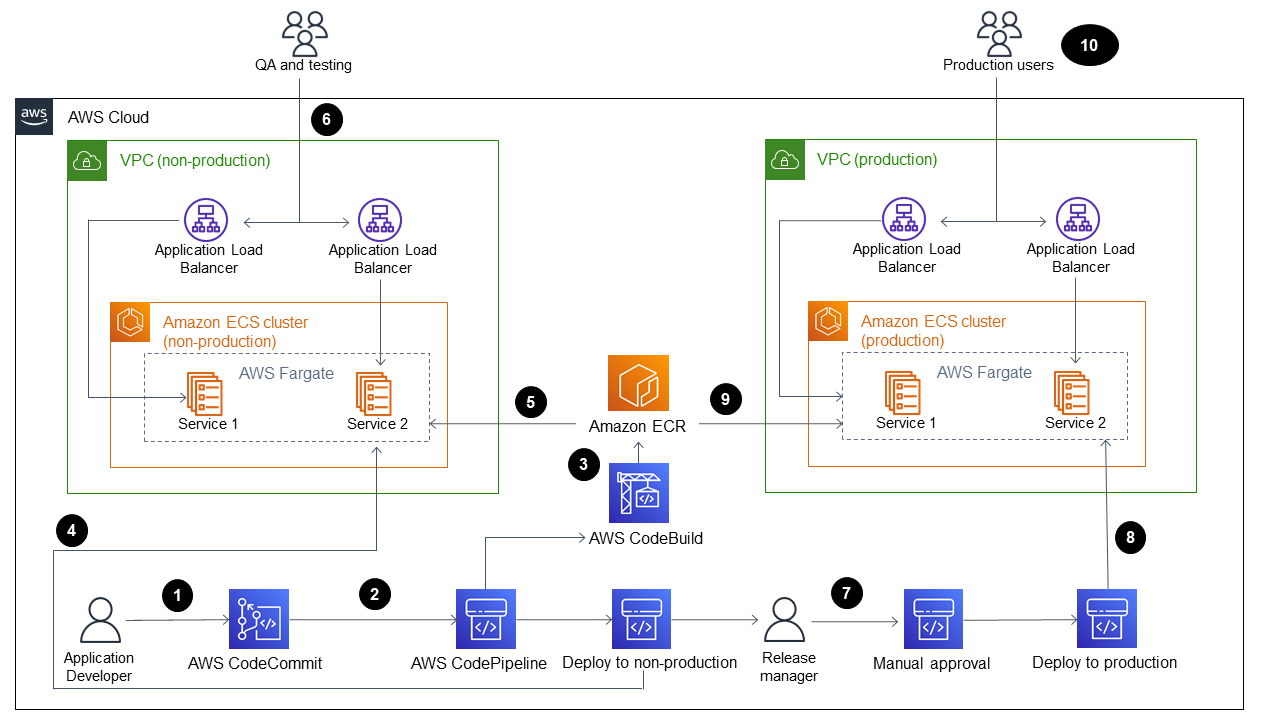 QA and testing
Production users
10
aws
AWS Cloud
6
VPC (non-production)
VPC (production)
Application Load
Balancer
Application Load
Balancer
Application Load
Balancer
Application Load
Balancer
Amazon ECS cluster
(non-production)
Amazon ECS cluster
(production)
AWS Fargate
AWS Fargate
Service 1
Service 2
Service 1
Service 2
5
9
Amazon ECR
3
AWS CodeBuild
4
8
1
2
7
Application
Developer
AWS CodeCommit
AWS CodePipeline
Deploy to non-production
Release
manager
Manual approval
Deploy to production